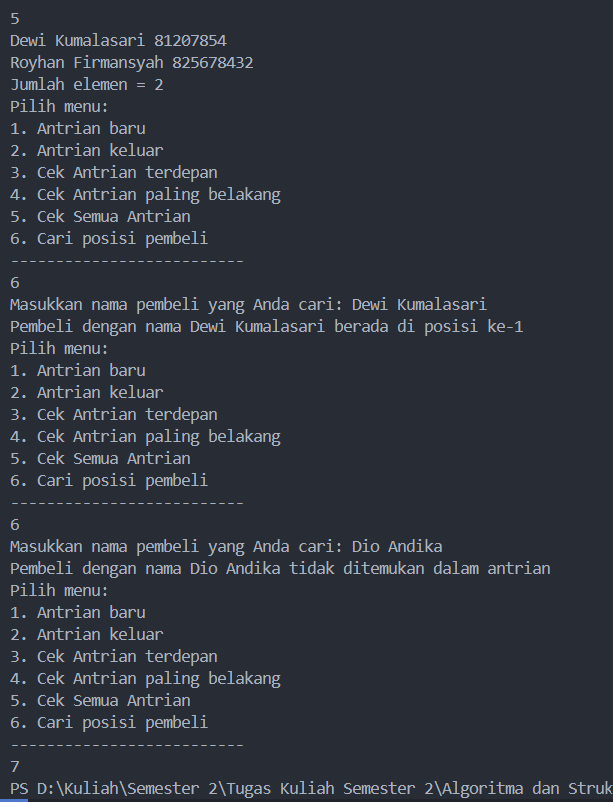 5
Dewi Kumalasari 81207854
Royhan Firmansyah 825678432
Jumlah elemen = 2
Pilih menu:
1. Antrian baru
2. Antrian keluar
3. Cek Antrian terdepan
4. Cek Antrian paling belakang
5. Cek Semua Antrian
6. Cari posisi pembeli
--------------------------
6
Masukkan nama pembeli yang Anda cari: Dewi Kumalasari
Pembeli dengan nama Dewi Kumalasari berada di posisi ke-1
Pilih menu:
1. Antrian baru
2. Antrian keluar
3. Cek Antrian terdepan
4. Cek Antrian paling belakang
5. Cek Semua Antrian
6. Cari posisi pembeli
--------------------------
6
Masukkan nama pembeli yang Anda cari: Dio Andika
Pembeli dengan nama Dio Andika tidak ditemukan dalam antrian
Pilih menu:
1. Antrian baru
2. Antrian keluar
3. Cek Antrian terdepan
4. Cek Antrian paling belakang
5. Cek Semua Antrian
6. Cari posisi pembeli
--------------------------
7
PS D:\Kuliah\Semester 2\Tugas Kuliah Semester 2\Algoritma dan Struk